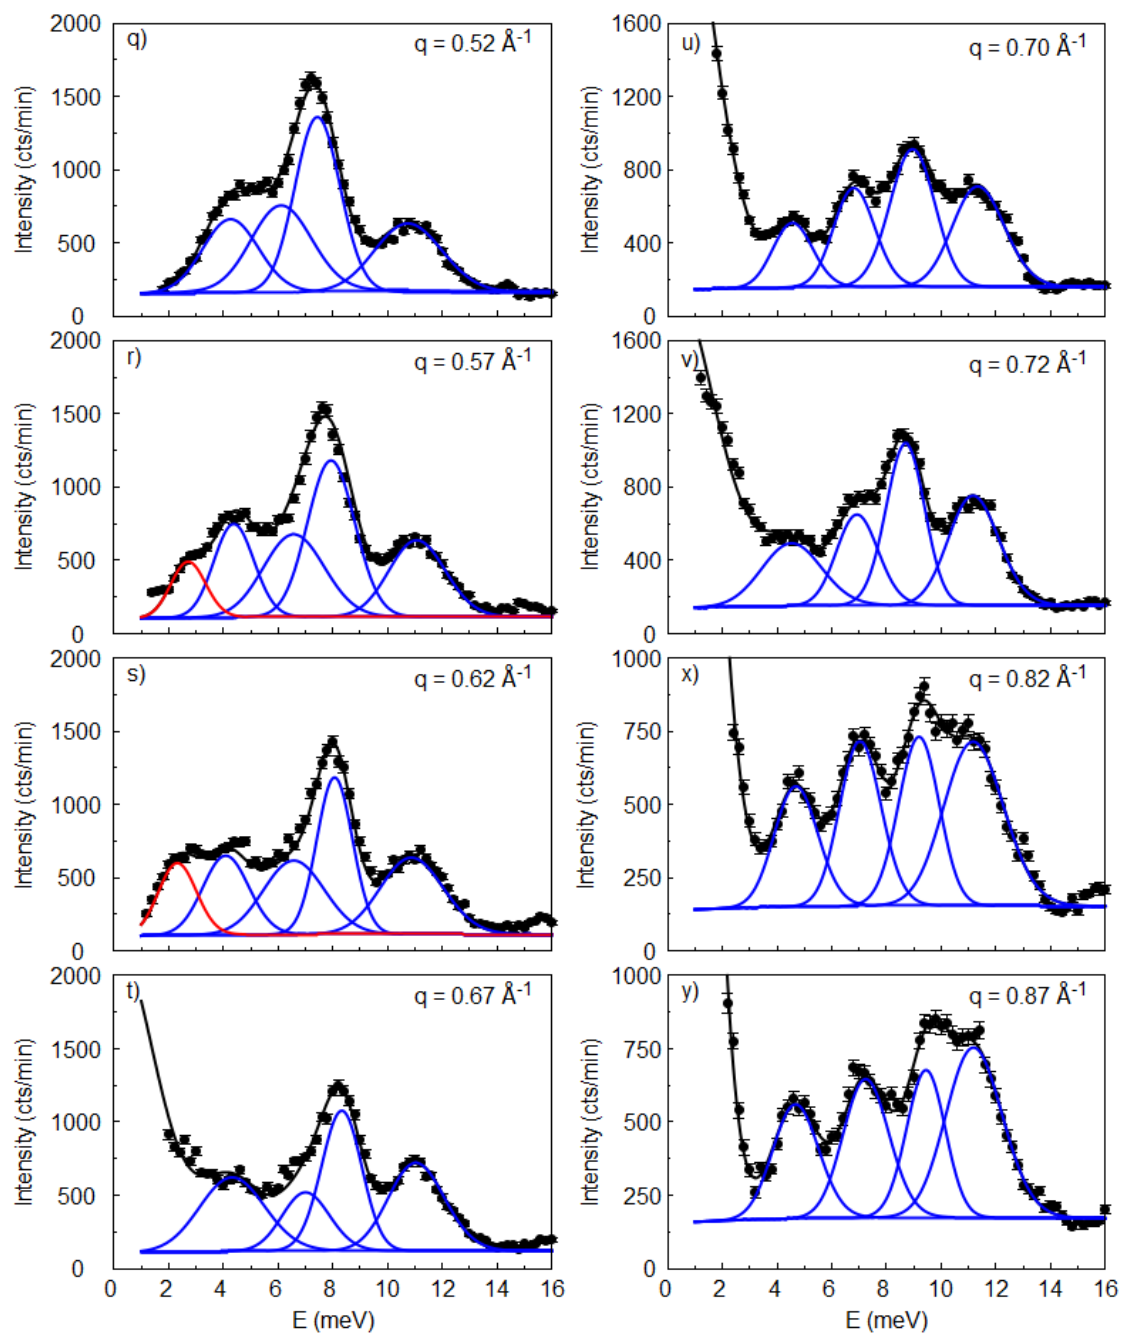 q) q = 0.52 Å-1
2000
1500
1000
500
0
Intensity (cts/min)
u) q = 0.70 Å-1
1600
1200
800
400
0
Intensity (cts/min)
r) q = 0.57 Å-1
2000
1500
1000
500
0
Intensity (cts/min)
v) q = 0.72 Å-1
1600
1200
800
400
0
Intensity (cts/min)
s) q = 0.62 Å-1
2000
1500
1000
500
0
Intensity (cts/min)
x) q = 0.82 Å-1
1000
750
500
250
0
Intensity (cts/min)
t) q = 0.67 Å-1
2000
1500
1000
500
0
Intensity (cts/min)
0 2 4 6 8 10 12 14 16
E (meV)
y) q = 0.87 Å-1
1000
750
500
250
0
Intensity (cts/min)
0 2 4 6 8 10 12 14 16
E (meV)